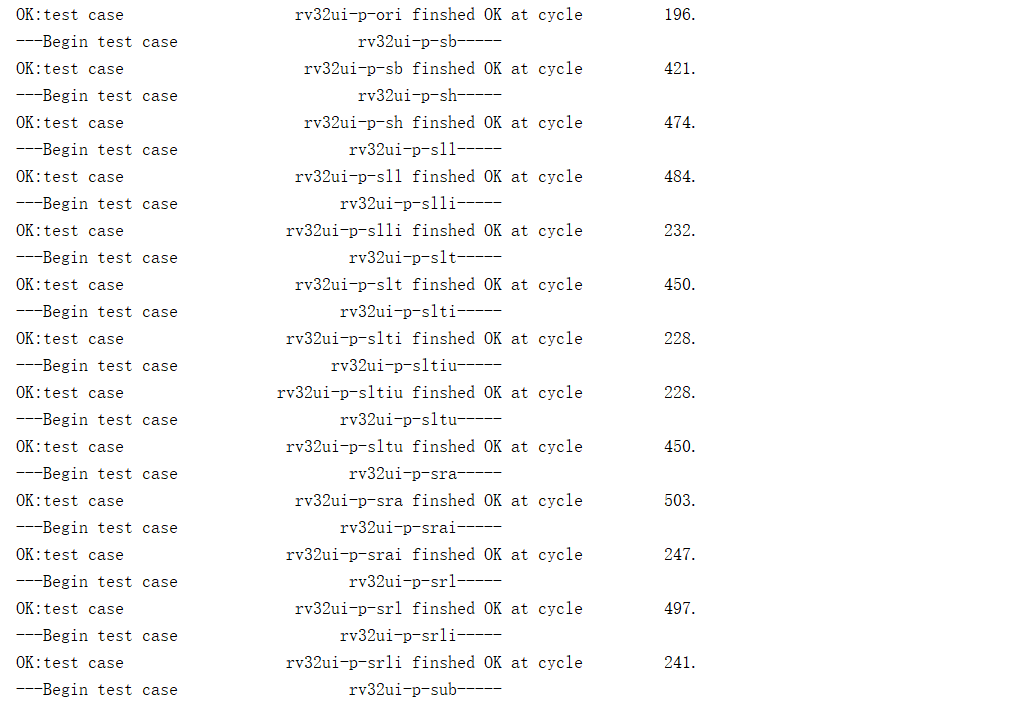 OK:test case                   rv32ui-p-ori finshed OK at cycle         196.
---Begin test case                    rv32ui-p-sb-----
OK:test case                    rv32ui-p-sb finshed OK at cycle         421.
---Begin test case                    rv32ui-p-sh-----
OK:test case                    rv32ui-p-sh finshed OK at cycle         474.
---Begin test case                   rv32ui-p-sll-----
OK:test case                   rv32ui-p-sll finshed OK at cycle         484.
---Begin test case                  rv32ui-p-slli-----
OK:test case                  rv32ui-p-slli finshed OK at cycle         232.
---Begin test case                   rv32ui-p-slt-----
OK:test case                   rv32ui-p-slt finshed OK at cycle         450.
---Begin test case                  rv32ui-p-slti-----
OK:test case                  rv32ui-p-slti finshed OK at cycle         228.
---Begin test case                 rv32ui-p-sltiu-----
OK:test case                 rv32ui-p-sltiu finshed OK at cycle         228.
---Begin test case                  rv32ui-p-sltu-----
OK:test case                  rv32ui-p-sltu finshed OK at cycle         450.
---Begin test case                   rv32ui-p-sra-----
OK:test case                   rv32ui-p-sra finshed OK at cycle         503.
---Begin test case                  rv32ui-p-srai-----
OK:test case                  rv32ui-p-srai finshed OK at cycle         247.
---Begin test case                   rv32ui-p-srl-----
OK:test case                   rv32ui-p-srl finshed OK at cycle         497.
---Begin test case                  rv32ui-p-srli-----
OK:test case                  rv32ui-p-srli finshed OK at cycle         241.
---Begin test case                   rv32ui-p-sub-----